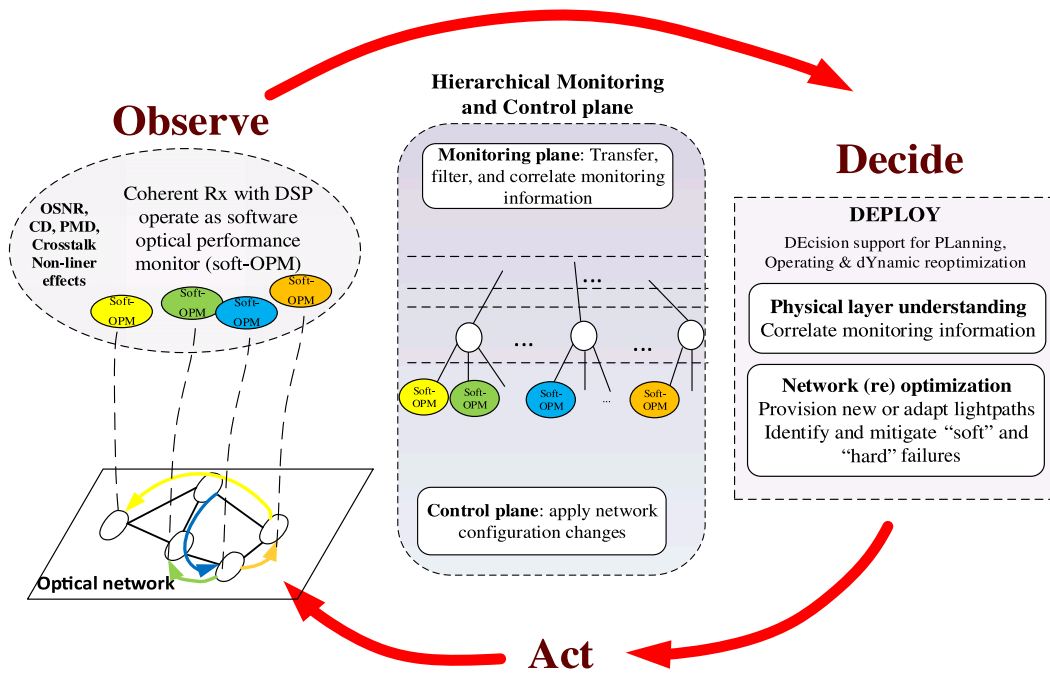 Observe
OSNR,
CD, PMD,
Crosstalk
Non-liner
effects
Coherent Rx with DSP
operate as software
optical performance
monitor (soft-OPM)
Soft-
OPM
Soft-
OPM
Soft-
OPM
Soft-
OPM
Optical network
Hierarchical Monitoring
and Control plane
Monitoring plane: Transfer,
filter, and correlate monitoring
information
...
...
...
Soft-
OPM
Soft-
OPM
Soft-
OPM
...
Soft-
OPM
Control plane: apply network
configuration changes
Decide
DEPLOY
DEcision support for PLanning,
Operating & dYnamic reoptimization
Physical layer understanding
Correlate monitoring information
Network (re) optimization
Provision new or adapt lightpaths
Identify and mitigate “soft” and
“hard” failures
Act